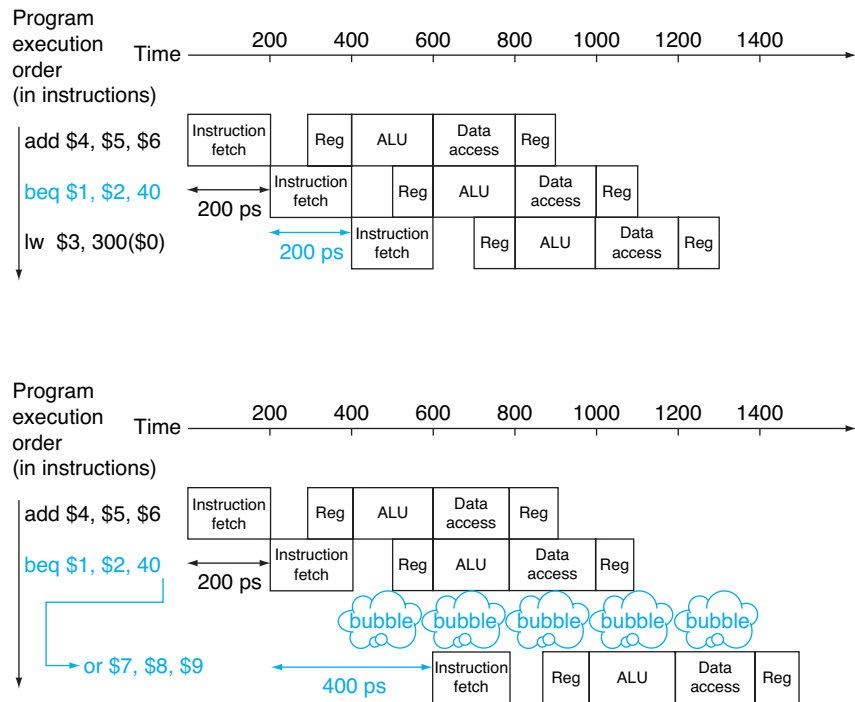 Program
execution
order
(in instructions)
Time
200 400 600 800 1000 1200 1400
add $4, $5, $6
Instruction
fetch
Reg
ALU
Data
access
Reg
beq $1, $2, 40
200 ps
Instruction
fetch
Reg
ALU
Data
access
Reg
lw $3, 300($0)
200 ps
Instruction
fetch
Reg
ALU
Data
access
Reg
Program
execution
order
(in instructions)
Time
200 400 600 800 1000 1200 1400
add $4, $5, $6
Instruction
fetch
Reg
ALU
Data
access
Reg
beq $1, $2, 40
200 ps
Instruction
fetch
Reg
ALU
Data
access
Reg
bubble bubble bubble bubble bubble
or $7, $8, $9
400 ps
Instruction
fetch
Reg
ALU
Data
access
Reg